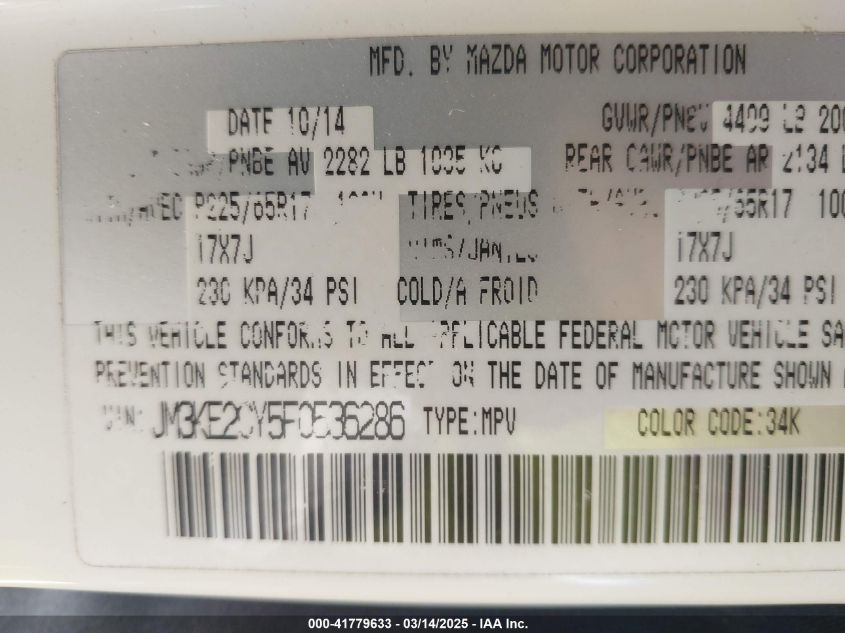 MFD. BY MAZDA MOTOR CORPORATION
DATE 10/14 GVWR/PNBV 4409 LB
PNBE AV 2282 LB 1035 KG REAR GAWR/PNBE AR 2134
P225/65R17 TIRES/PNEUS /65R17
17X7J 17X7J
230 KPA/34 PSI COLD/A FROID 230 KPA/34 PSI
THIS VEHICLE CONFORMS TO ALL APPLICABLE FEDERAL MOTOR VEHICLE
PREVENTION STANDARDS IN EFFECT ON THE DATE OF MANUFACTURE SHOWN
VIN: JM3KE2CY5F0536286 TYPE:MPV COLOR CODE:34K
000-41779633 - 03/14/2025 - IAA Inc.